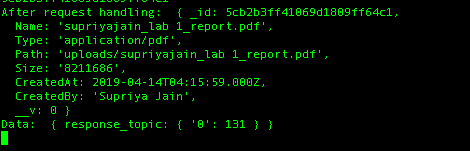 After request handling:  { _id: 5cb2b3ff41069d1809ff64c1,
  Name: 'supriyajain_lab 1_report.pdf',
  Type: 'application/pdf',
  Path: 'uploads/supriyajain_lab 1_report.pdf',
  Size: '8211686',
  CreatedAt: 2019-04-14T04:15:59.000Z,
  CreatedBy: 'Supriya Jain',
  __v: 0 }
Data:  { response_topic: { '0': 131 } }